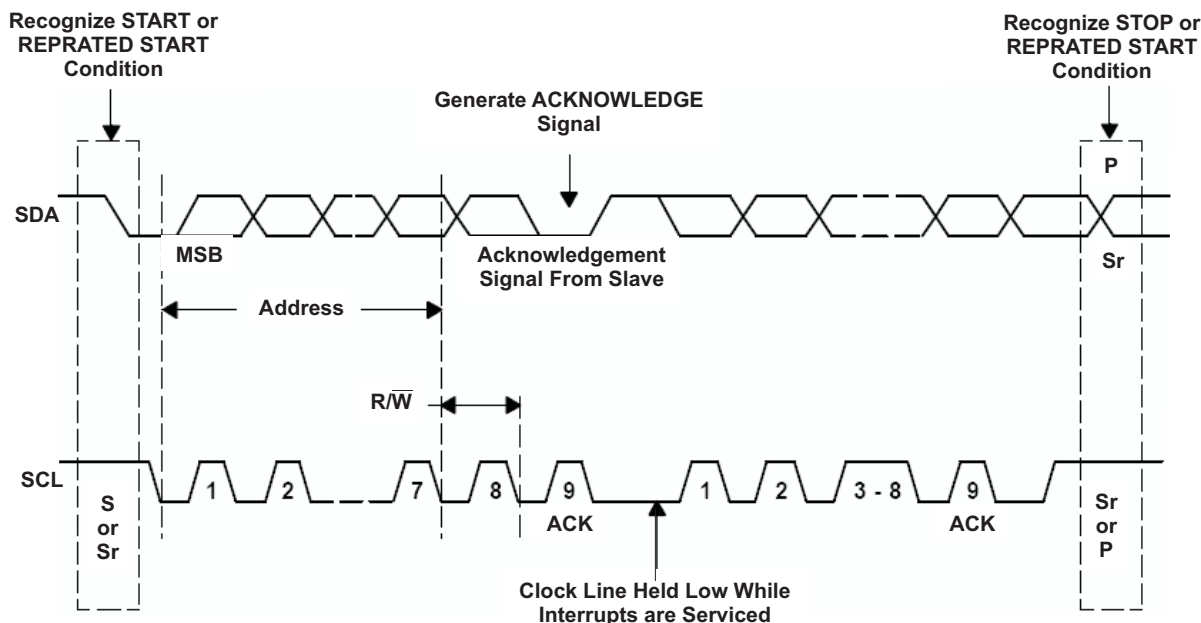 Recognize START or
REPRATED START
Condition
Recognize STOP or
REPRATED START
Condition
Generate ACKNOWLEDGE
Signal
P
SDA
MSB
Acknowledgement
Signal From Slave
Sr
Address
R/W̅
SCL
S
or
Sr
1
2
7
8
9
ACK
1
2
3 - 8
9
ACK
Sr
or
P
Clock Line Held Low While
Interrupts are Serviced